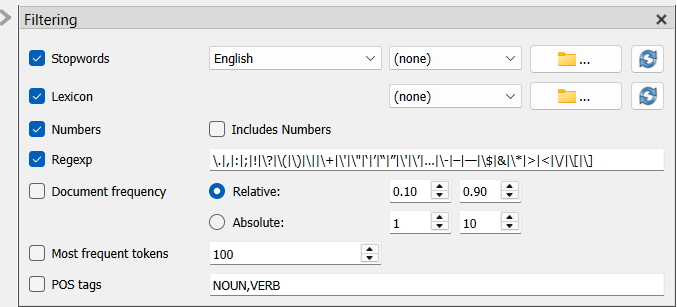 Filtering
Stopwords English (none) ...
Lexicon (none) ...
Numbers Includes Numbers
Regexp \.|,|:|;|!|\?|\(|\)|\||\+|\'|\"|‘|’|“|”|\'|\’|…|\-|–|—|\$|&|\*|>|<|\/|\[|\]
Document frequency Relative: 0.10 0.90
Absolute: 1 10
Most frequent tokens 100
POS tags NOUN,VERB